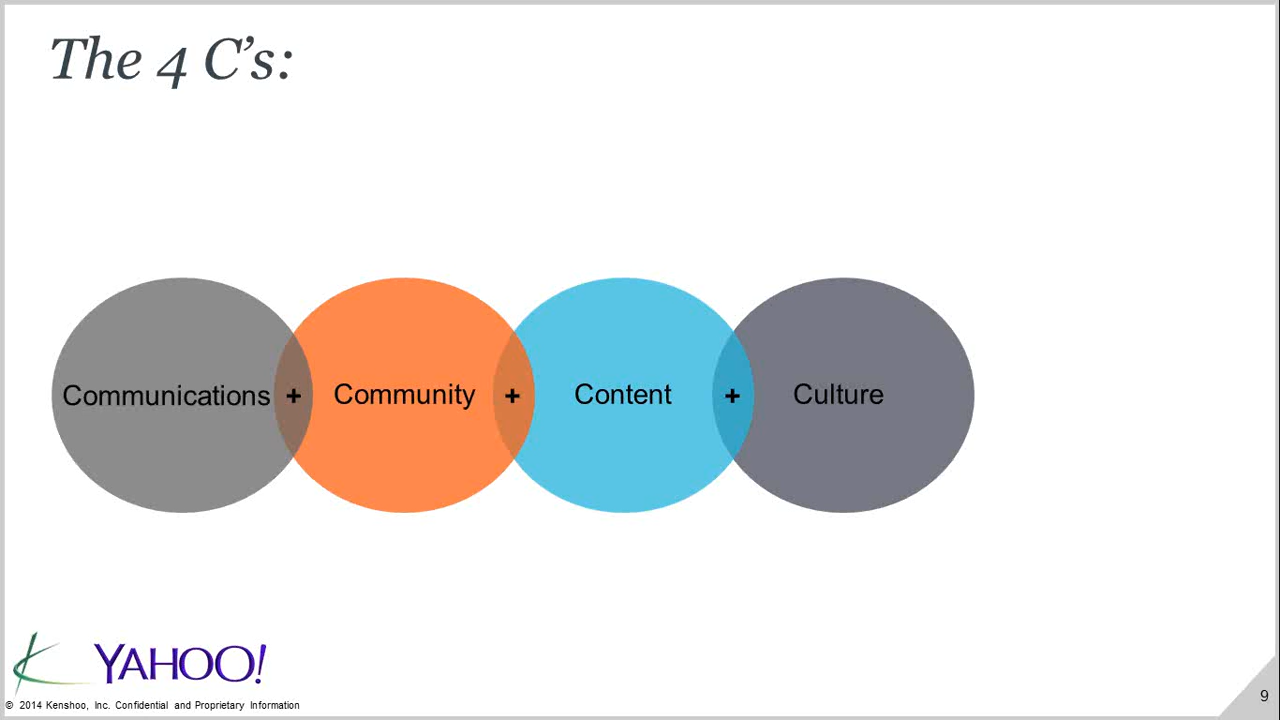 The 4 C’s:
Communications + Community + Content + Culture
YAHOO!
© 2014 Kenshoo, Inc. Confidential and Proprietary Information
9